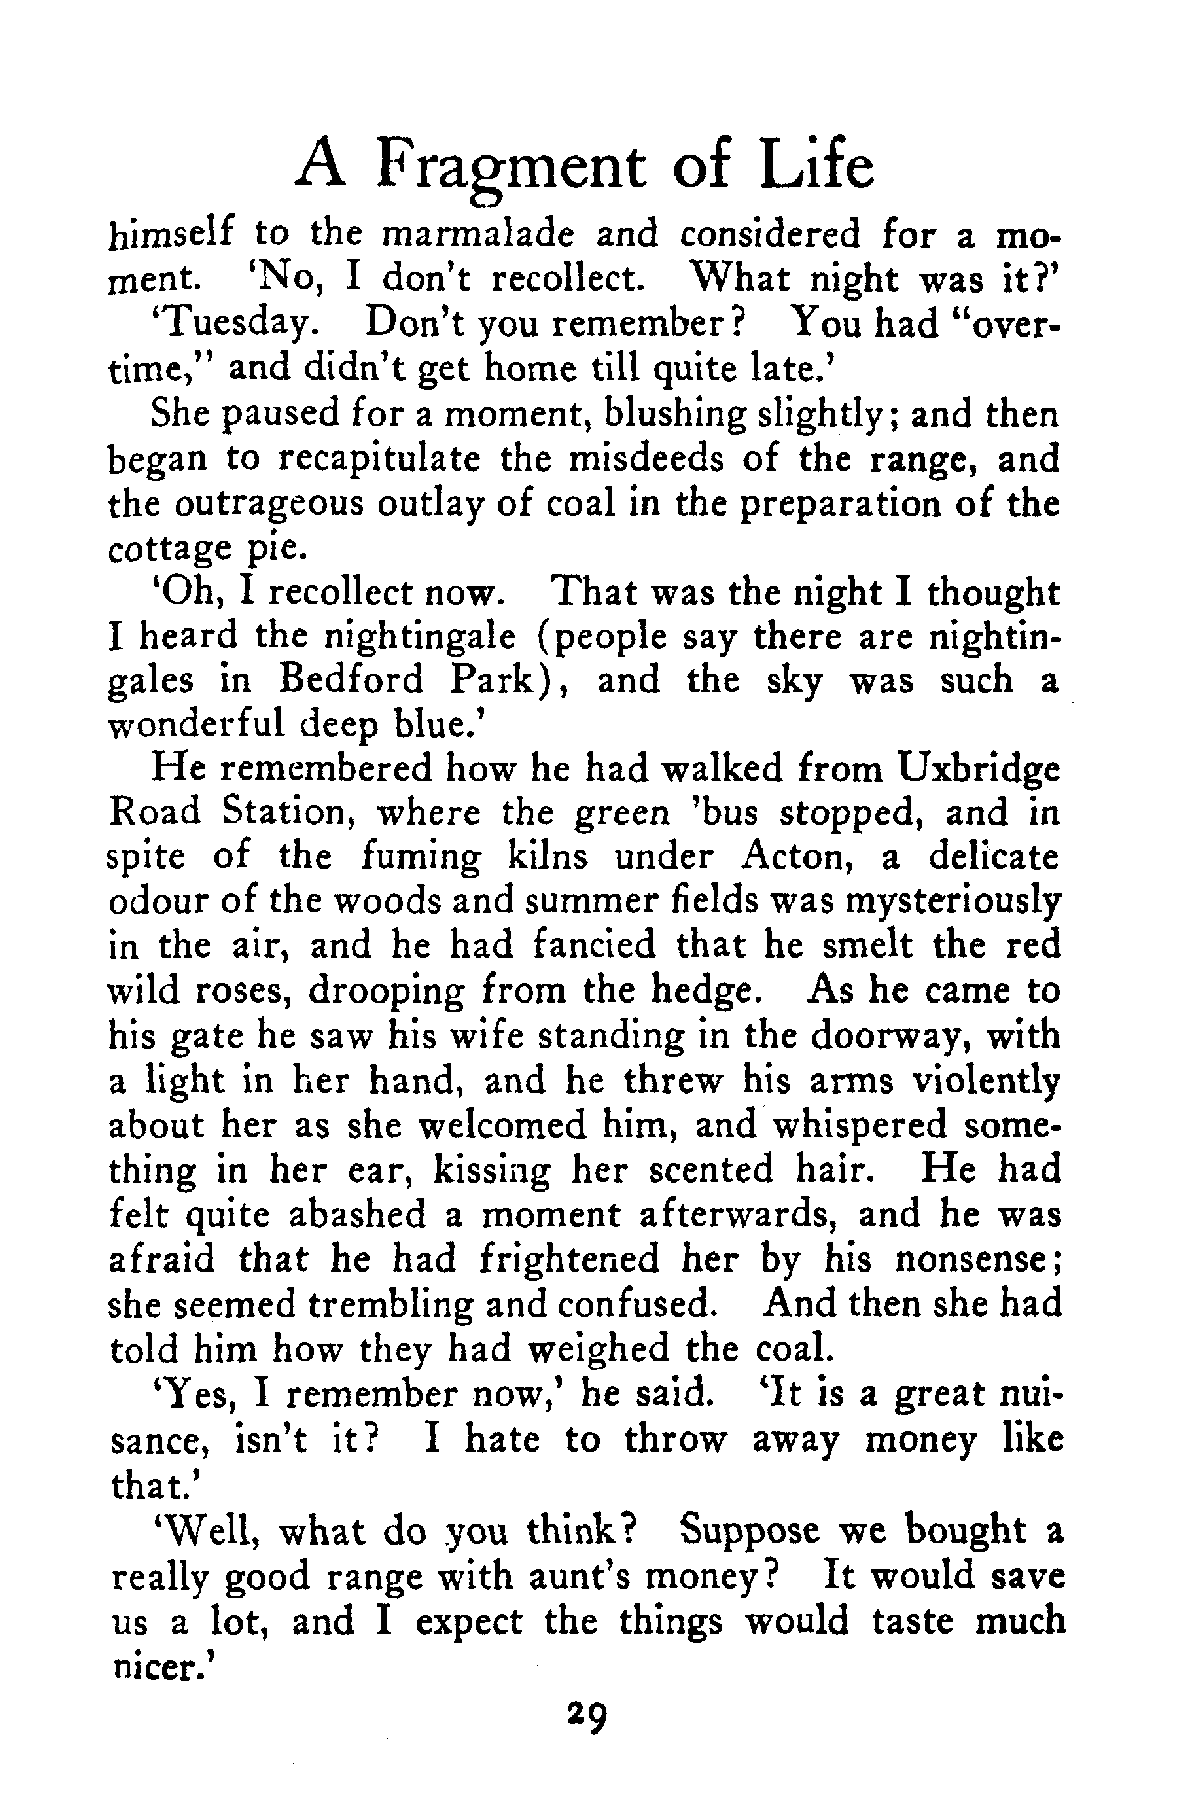 A Fragment of Life
himself to the marmalade and considered for a mo-
ment. ‘No, I don’t recollect. What night was it?’
‘Tuesday. Don’t you remember? You had “over-
time,” and didn’t get home till quite late.’
She paused for a moment, blushing slightly; and then
began to recapitulate the misdeeds of the range, and
the outrageous outlay of coal in the preparation of the
cottage pie.
‘Oh, I recollect now. That was the night I thought
I heard the nightingale (people say there are nightin-
gales in Bedford Park), and the sky was such a
wonderful deep blue.’
He remembered how he had walked from Uxbridge
Road Station, where the green ’bus stopped, and in
spite of the fuming kilns under Acton, a delicate
odour of the woods and summer fields was mysteriously
in the air, and he had fancied that he smelt the red
wild roses, drooping from the hedge. As he came to
his gate he saw his wife standing in the doorway, with
a light in her hand, and he threw his arms violently
about her as she welcomed him, and whispered some-
thing in her ear, kissing her scented hair. He had
felt quite abashed a moment afterwards, and he was
afraid that he had frightened her by his nonsense;
she seemed trembling and confused. And then she had
told him how they had weighed the coal.
‘Yes, I remember now,’ he said. ‘It is a great nui-
sance, isn’t it? I hate to throw away money like
that.’
‘Well, what do you think? Suppose we bought a
really good range with aunt’s money? It would save
us a lot, and I expect the things would taste much
nicer.’
29